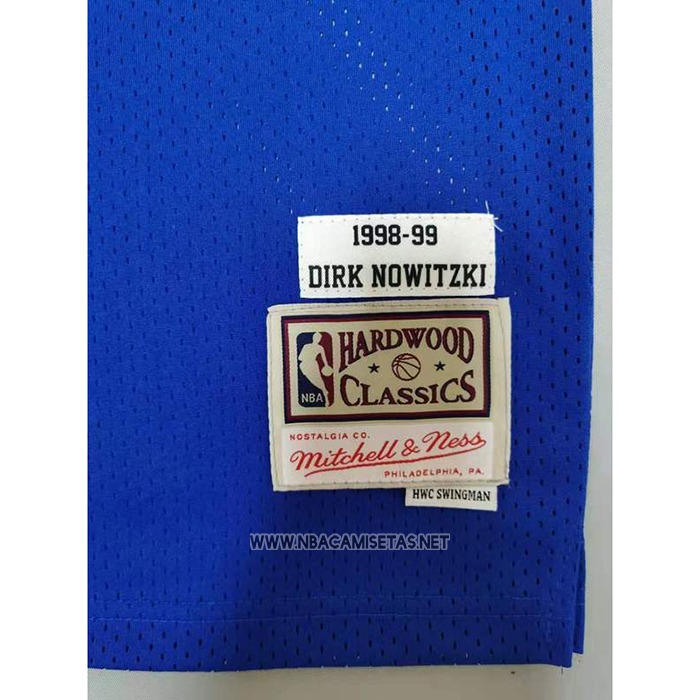 1998-99
DIRK NOWITZKI
HARDWOOD
CLASSICS
NBA
NOSTALGIA CO.
Mitchell & Ness
PHILADELPHIA, PA.
HWC SWINGMAN
WWW.NBACAMISETAS.NET